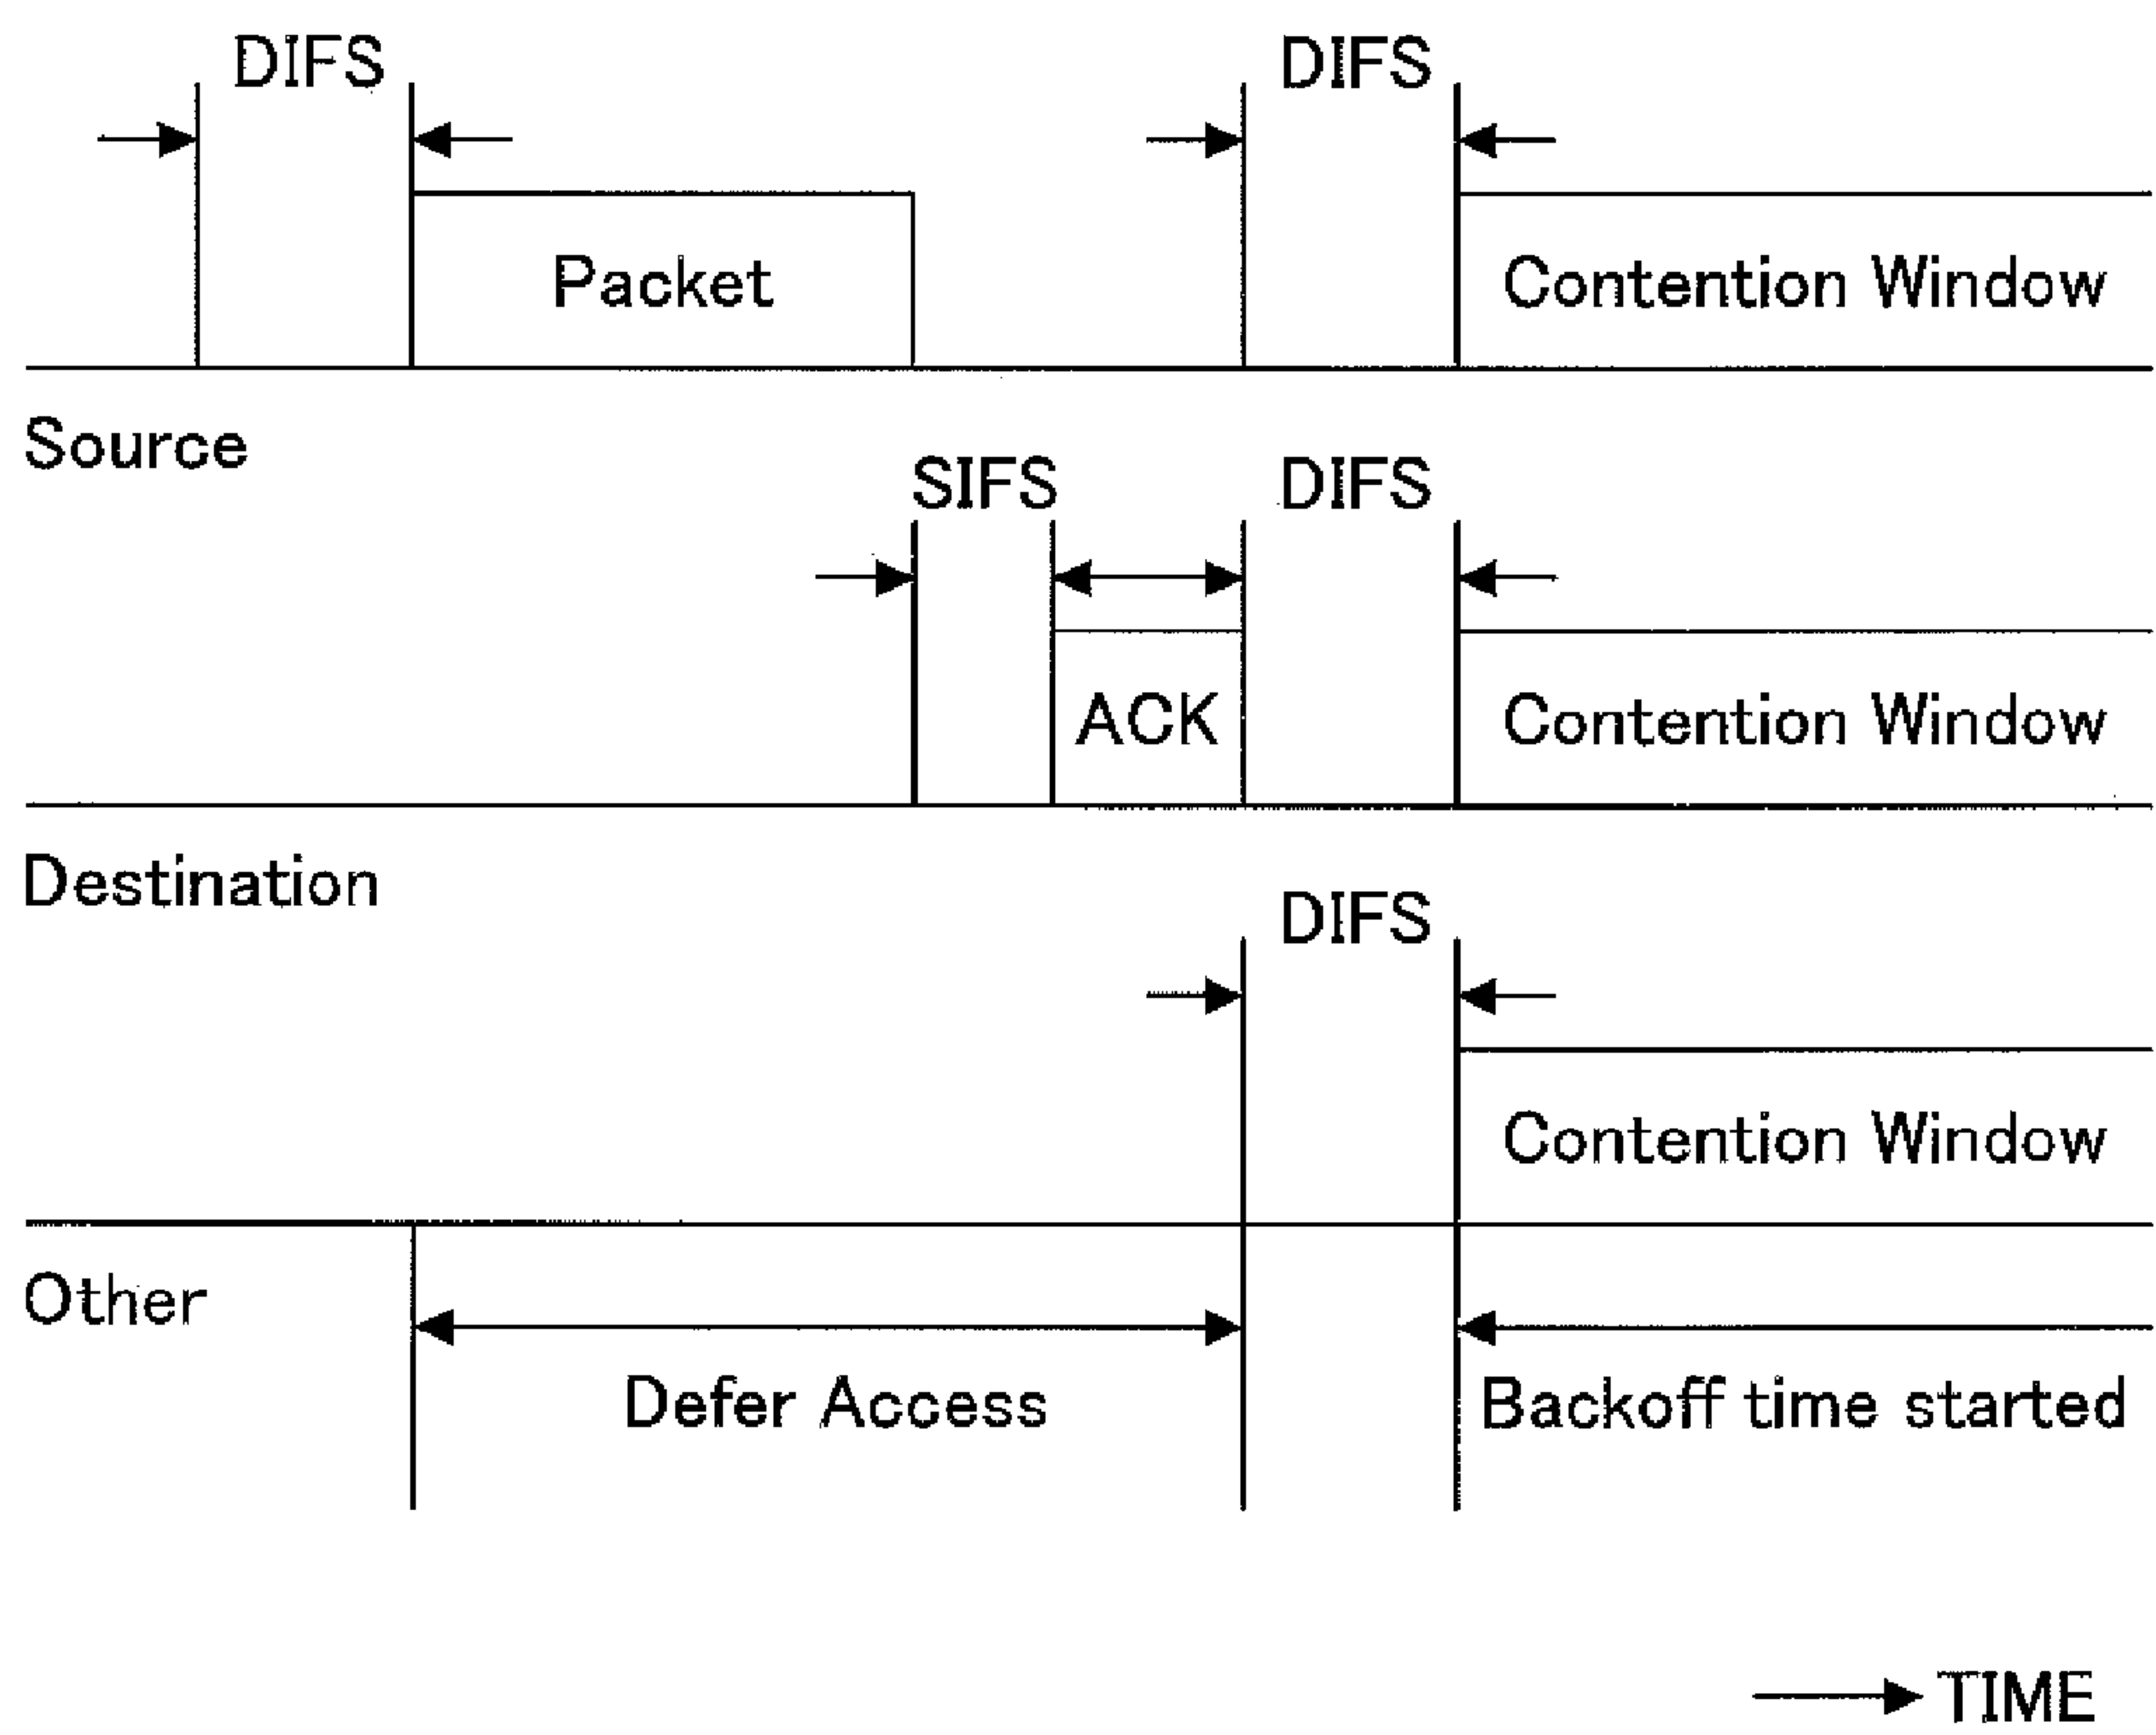 DIFS DIFS
Packet Contention Window
Source
SIFS DIFS
ACK Contention Window
Destination
DIFS
Contention Window
Other
Defer Access Backoff time started
TIME